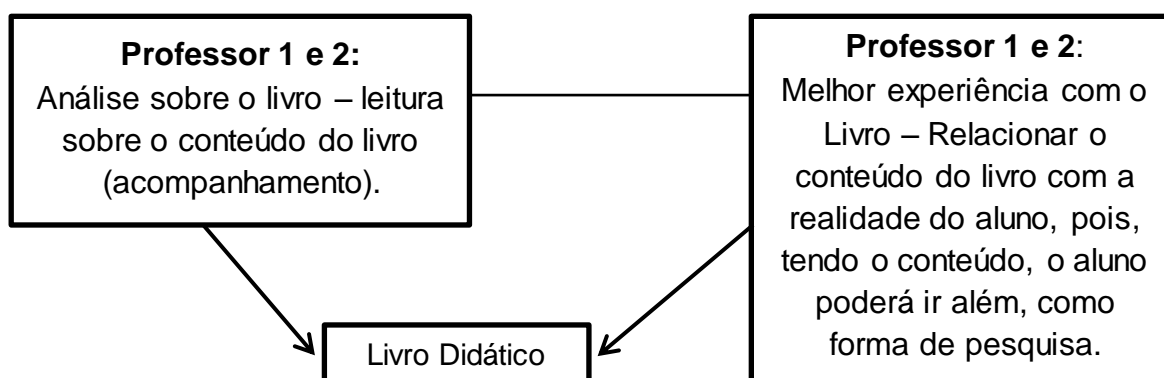 Professor 1 e 2:
Análise sobre o livro – leitura
sobre o conteúdo do livro
(acompanhamento).
Professor 1 e 2:
Melhor experiência com o
Livro – Relacionar o
conteúdo do livro com a
realidade do aluno, pois,
tendo o conteúdo, o aluno
poderá ir além, como
forma de pesquisa.
Livro Didático